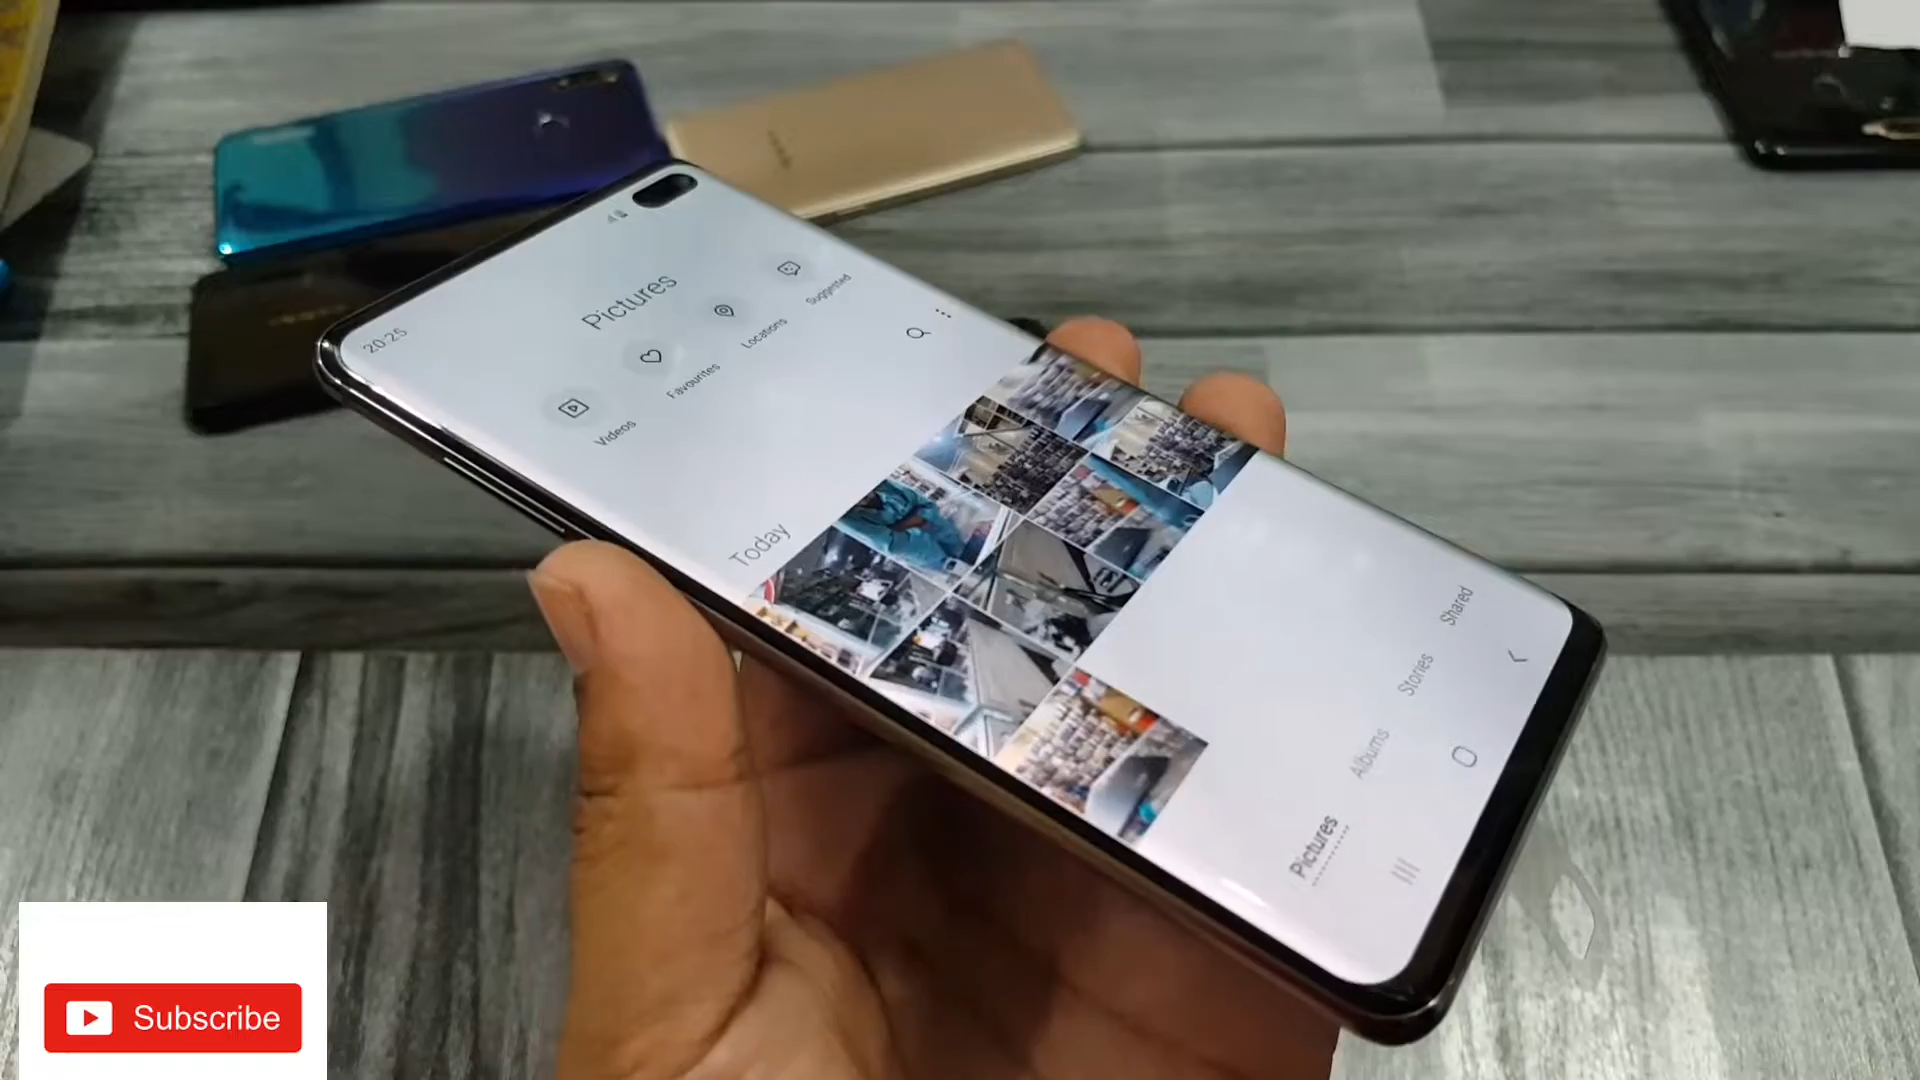 20:25
Pictures
Videos
Favourites
Locations
Suggested
Today
Pictures
Albums
Stories
Shared
Subscribe